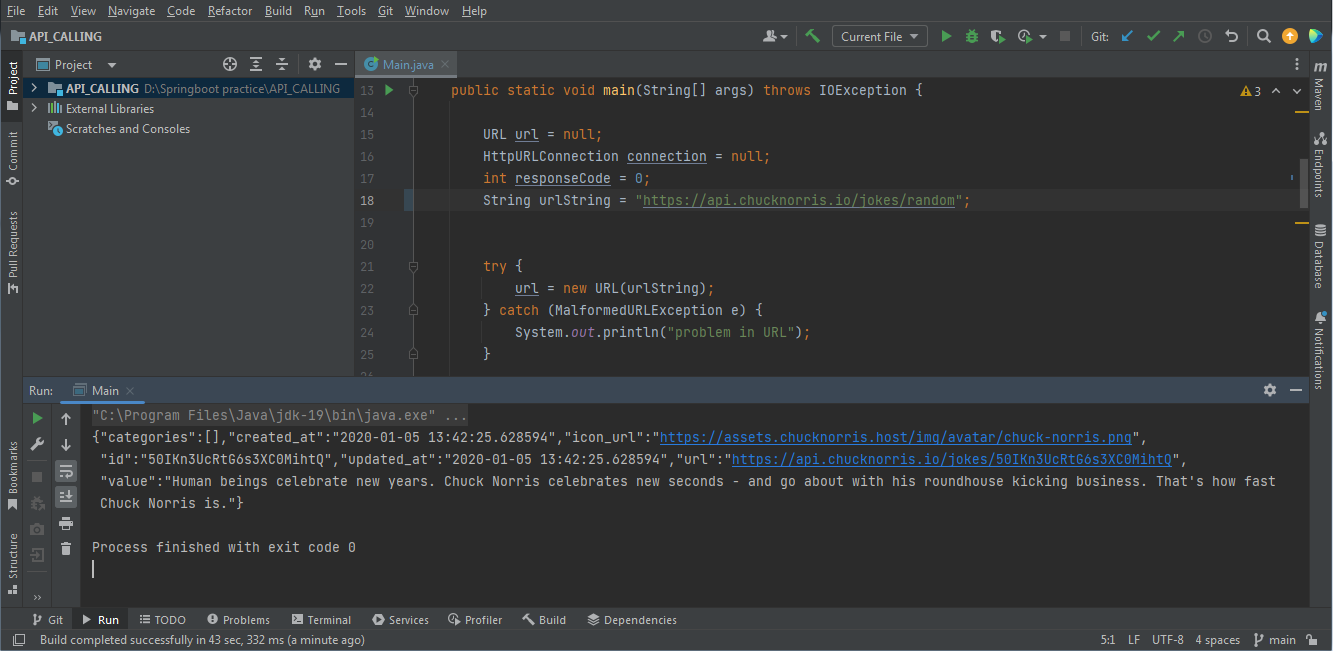 File Edit View Navigate Code Refactor Build Run Tools Git Window Help
API_CALLING
Current File
Git:
Project
Main.java
API_CALLING D:\Springboot practice\API_CALLING
External Libraries
Scratches and Consoles
Project
Commit
Pull Requests
Bookmarks
Structure
13 public static void main(String[] args) throws IOException {
14
15 URL url = null;
16 HttpURLConnection connection = null;
17 int responseCode = 0;
18 String urlString = "https://api.chucknorris.io/jokes/random";
19
20
21 try {
22 url = new URL(urlString);
23 } catch (MalformedURLException e) {
24 System.out.println("problem in URL");
25 }
3
m
Maven
Endpoints
Database
Notifications
Run: Main
"C:\Program Files\Java\jdk-19\bin\java.exe" ...
{"categories":[],"created_at":"2020-01-05 13:42:25.628594","icon_url":"https://assets.chucknorris.host/img/avatar/chuck-norris.png",
"id":"50IKn3UcRtG6s3XC0MihtQ","updated_at":"2020-01-05 13:42:25.628594","url":"https://api.chucknorris.io/jokes/50IKn3UcRtG6s3XC0MihtQ",
"value":"Human beings celebrate new years. Chuck Norris celebrates new seconds - and go about with his roundhouse kicking business. That's how fast
Chuck Norris is."}
Process finished with exit code 0
Git Run TODO Problems Terminal Services Profiler Build Dependencies
Build completed successfully in 43 sec, 332 ms (a minute ago)
5:1 LF UTF-8 4 spaces main